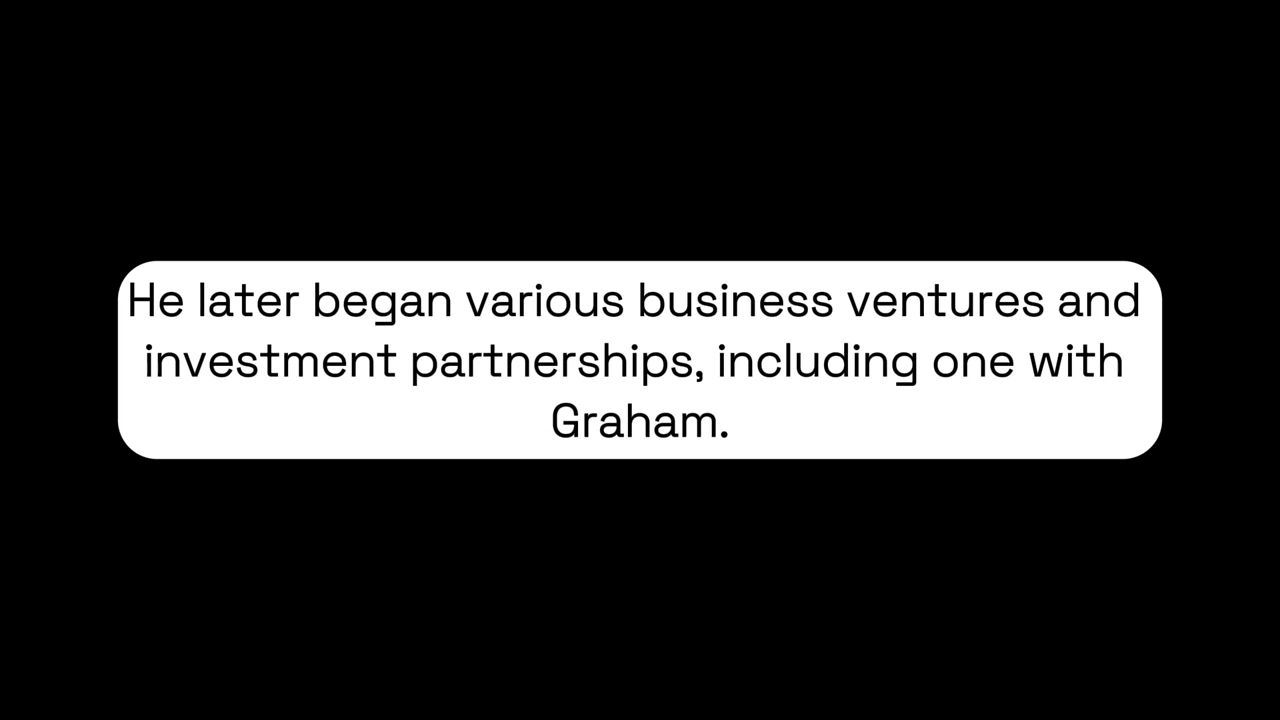 He later began various business ventures and
investment partnerships, including one with
Graham.